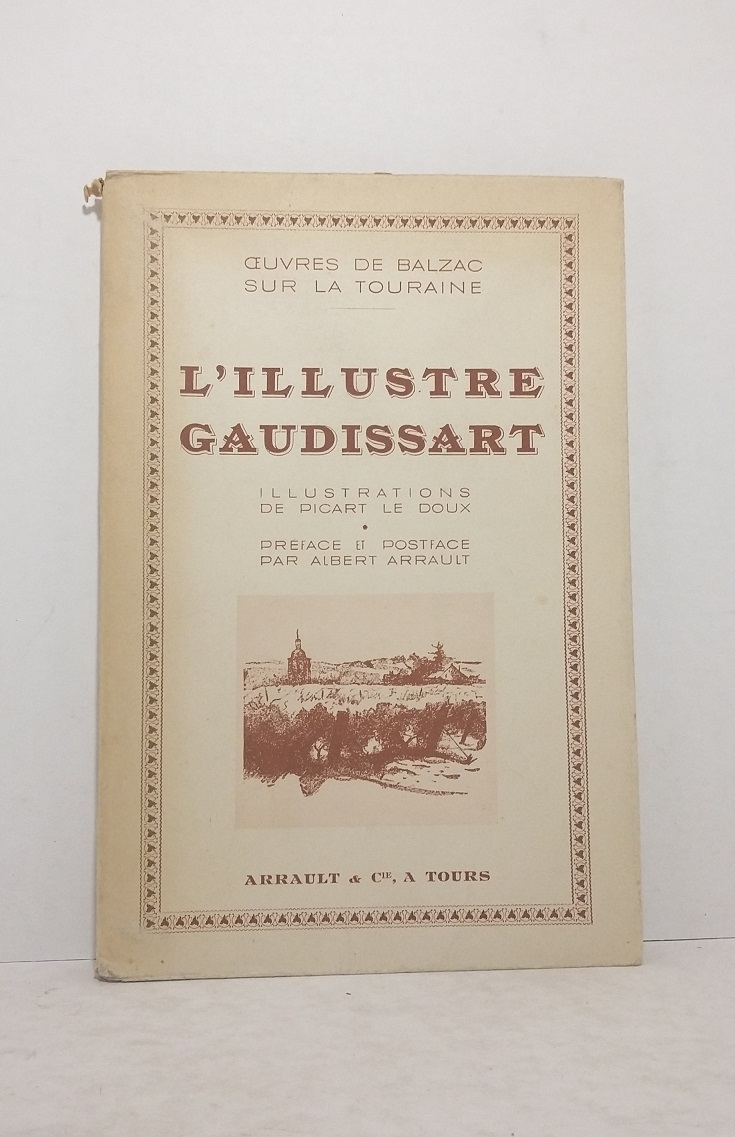 ŒUVRES DE BALZAC
SUR LA TOURAINE
L'ILLUSTRE
GAUDISSART
ILLUSTRATIONS
DE PICART LE DOUX
•
PRÉFACE ET POSTFACE
PAR ALBERT ARRAULT
ARRAULT & CIE, A TOURS